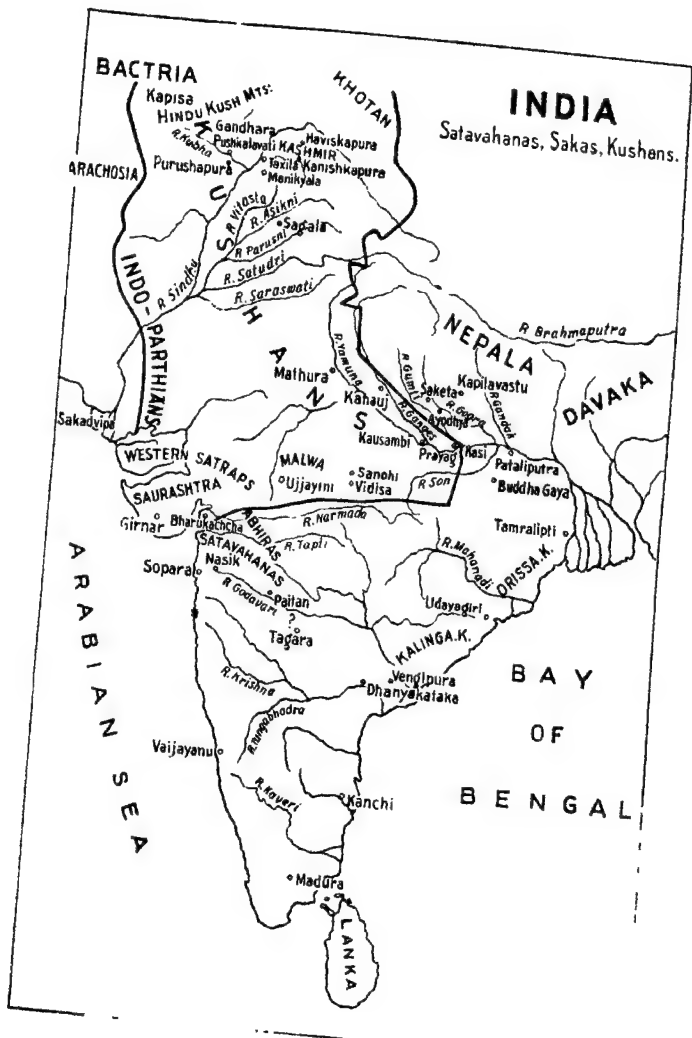 INDIA
Satavahanas, Sakas, Kushans.
BACTRIA
KHOTAN
Kapisa
HINDU KUSH MTS:
Gandhara
Haviskapura
R. Kubha
Pushkalavati
KASHMIR
Purushapura
Taxila
Kanishkapura
Manikyala
ARACHOSIA
KUSHANS
R. Vitasta
R. Asikni
Sagala
R. Parusni
R. Satudri
R. Sindhu
R. Saraswati
INDO-PARTHIANS
NEPALA
R. Brahmaputra
DAVAKA
R. Yamuna
Mathura
Kahauj
R. Gumti
Saketa
Kapilavastu
R. Gogra
R. Gandak
Ayodhya
R. Ganges
Kausambi
Prayag
Kasi
Pataliputra
Buddha Gaya
Sakadvipa
WESTERN SATRAPS
MALWA
Sanohi
Vidisa
Ujjayini
R. Son
SAURASHTRA
Girnar
Bharukachcha
ABHIRAS
R. Narmada
R. Tapti
Tamralipti
SATAVAHANAS
Nasik
Sopara
R. Godavari
Paitan
?
Tagara
R. Mahanadi
ORISSA.K.
Udayagiri
KALINGA.K.
Vengipura
Dhanyakataka
R. Krishna
R. Tungabhadra
Vaijayanu
R. Kaveri
Kanchi
Madura
LANKA
ARABIAN SEA
BAY
OF
BENGAL